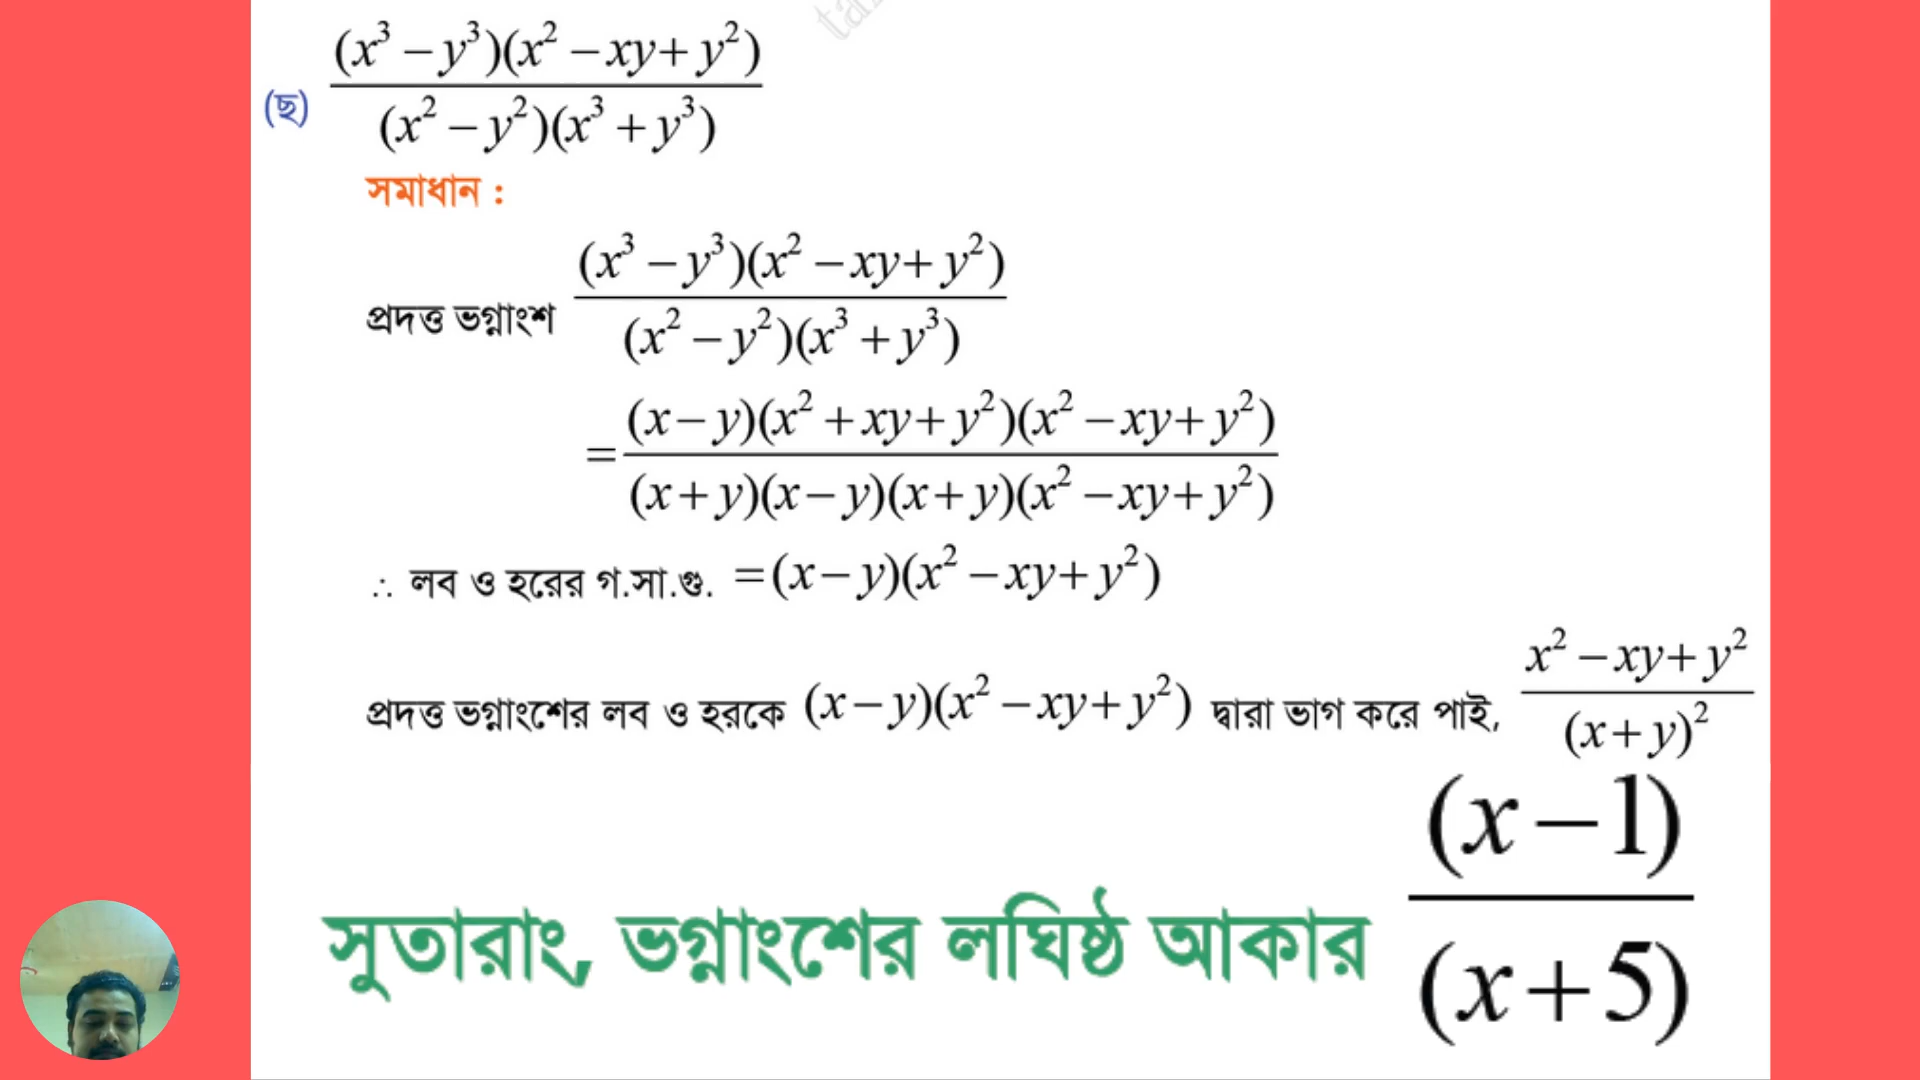 (ছ) (x³ – y³)(x² – xy + y²) / (x² – y²)(x³ + y³)
সমাধান :
প্রদত্ত ভগ্নাংশ (x³ – y³)(x² – xy + y²) / (x² – y²)(x³ + y³)
= (x – y)(x² + xy + y²)(x² – xy + y²) / (x + y)(x – y)(x + y)(x² – xy + y²)
∴ লব ও হরের গ.সা.গু. = (x – y)(x² – xy + y²)
প্রদত্ত ভগ্নাংশের লব ও হরকে (x – y)(x² – xy + y²) দ্বারা ভাগ করে পাই, x² – xy + y² / (x + y)²
সুতারাং, ভগ্নাংশের লঘিষ্ঠ আকার (x – 1) / (x + 5)